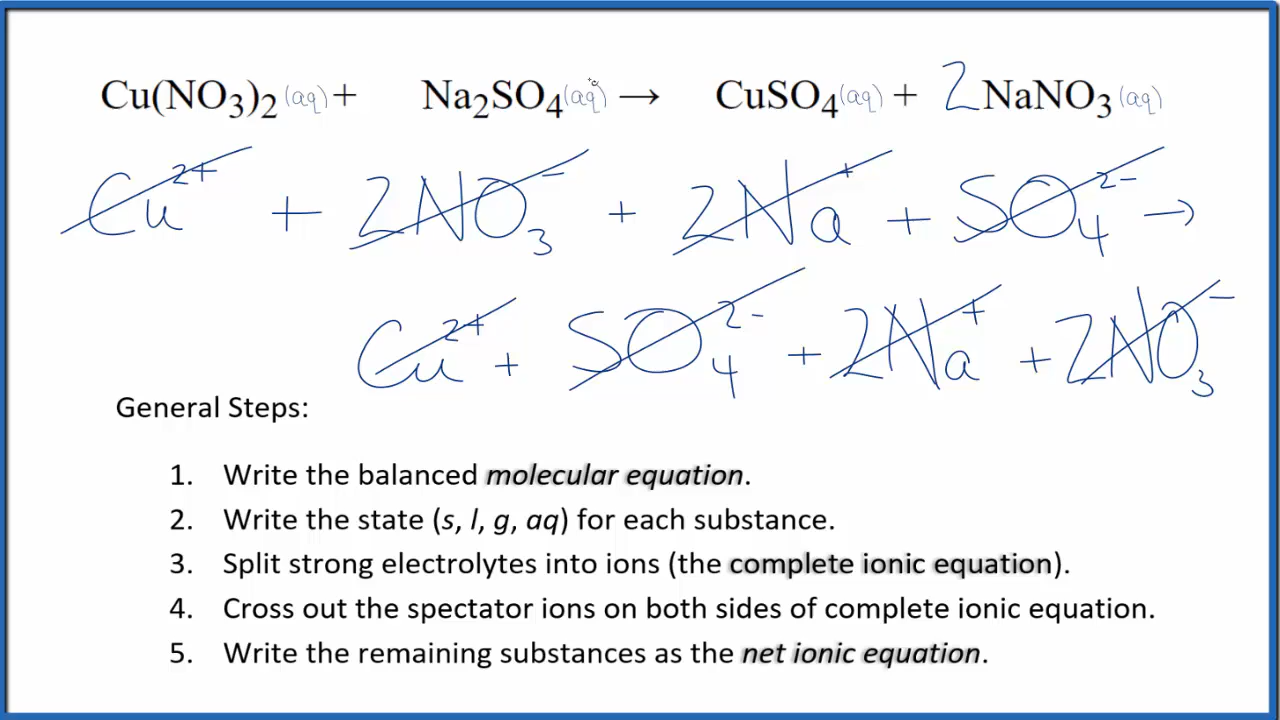 Cu(NO₃)₂(aq) + Na₂SO₄(aq) → CuSO₄(aq) + 2NaNO₃(aq)
Cu²⁺ + 2NO₃⁻ + 2Na⁺ + SO₄²⁻ →
Cu²⁺ + SO₄²⁻ + 2Na⁺ + 2NO₃⁻
General Steps:
1. Write the balanced molecular equation.
2. Write the state (s, l, g, aq) for each substance.
3. Split strong electrolytes into ions (the complete ionic equation).
4. Cross out the spectator ions on both sides of complete ionic equation.
5. Write the remaining substances as the net ionic equation.